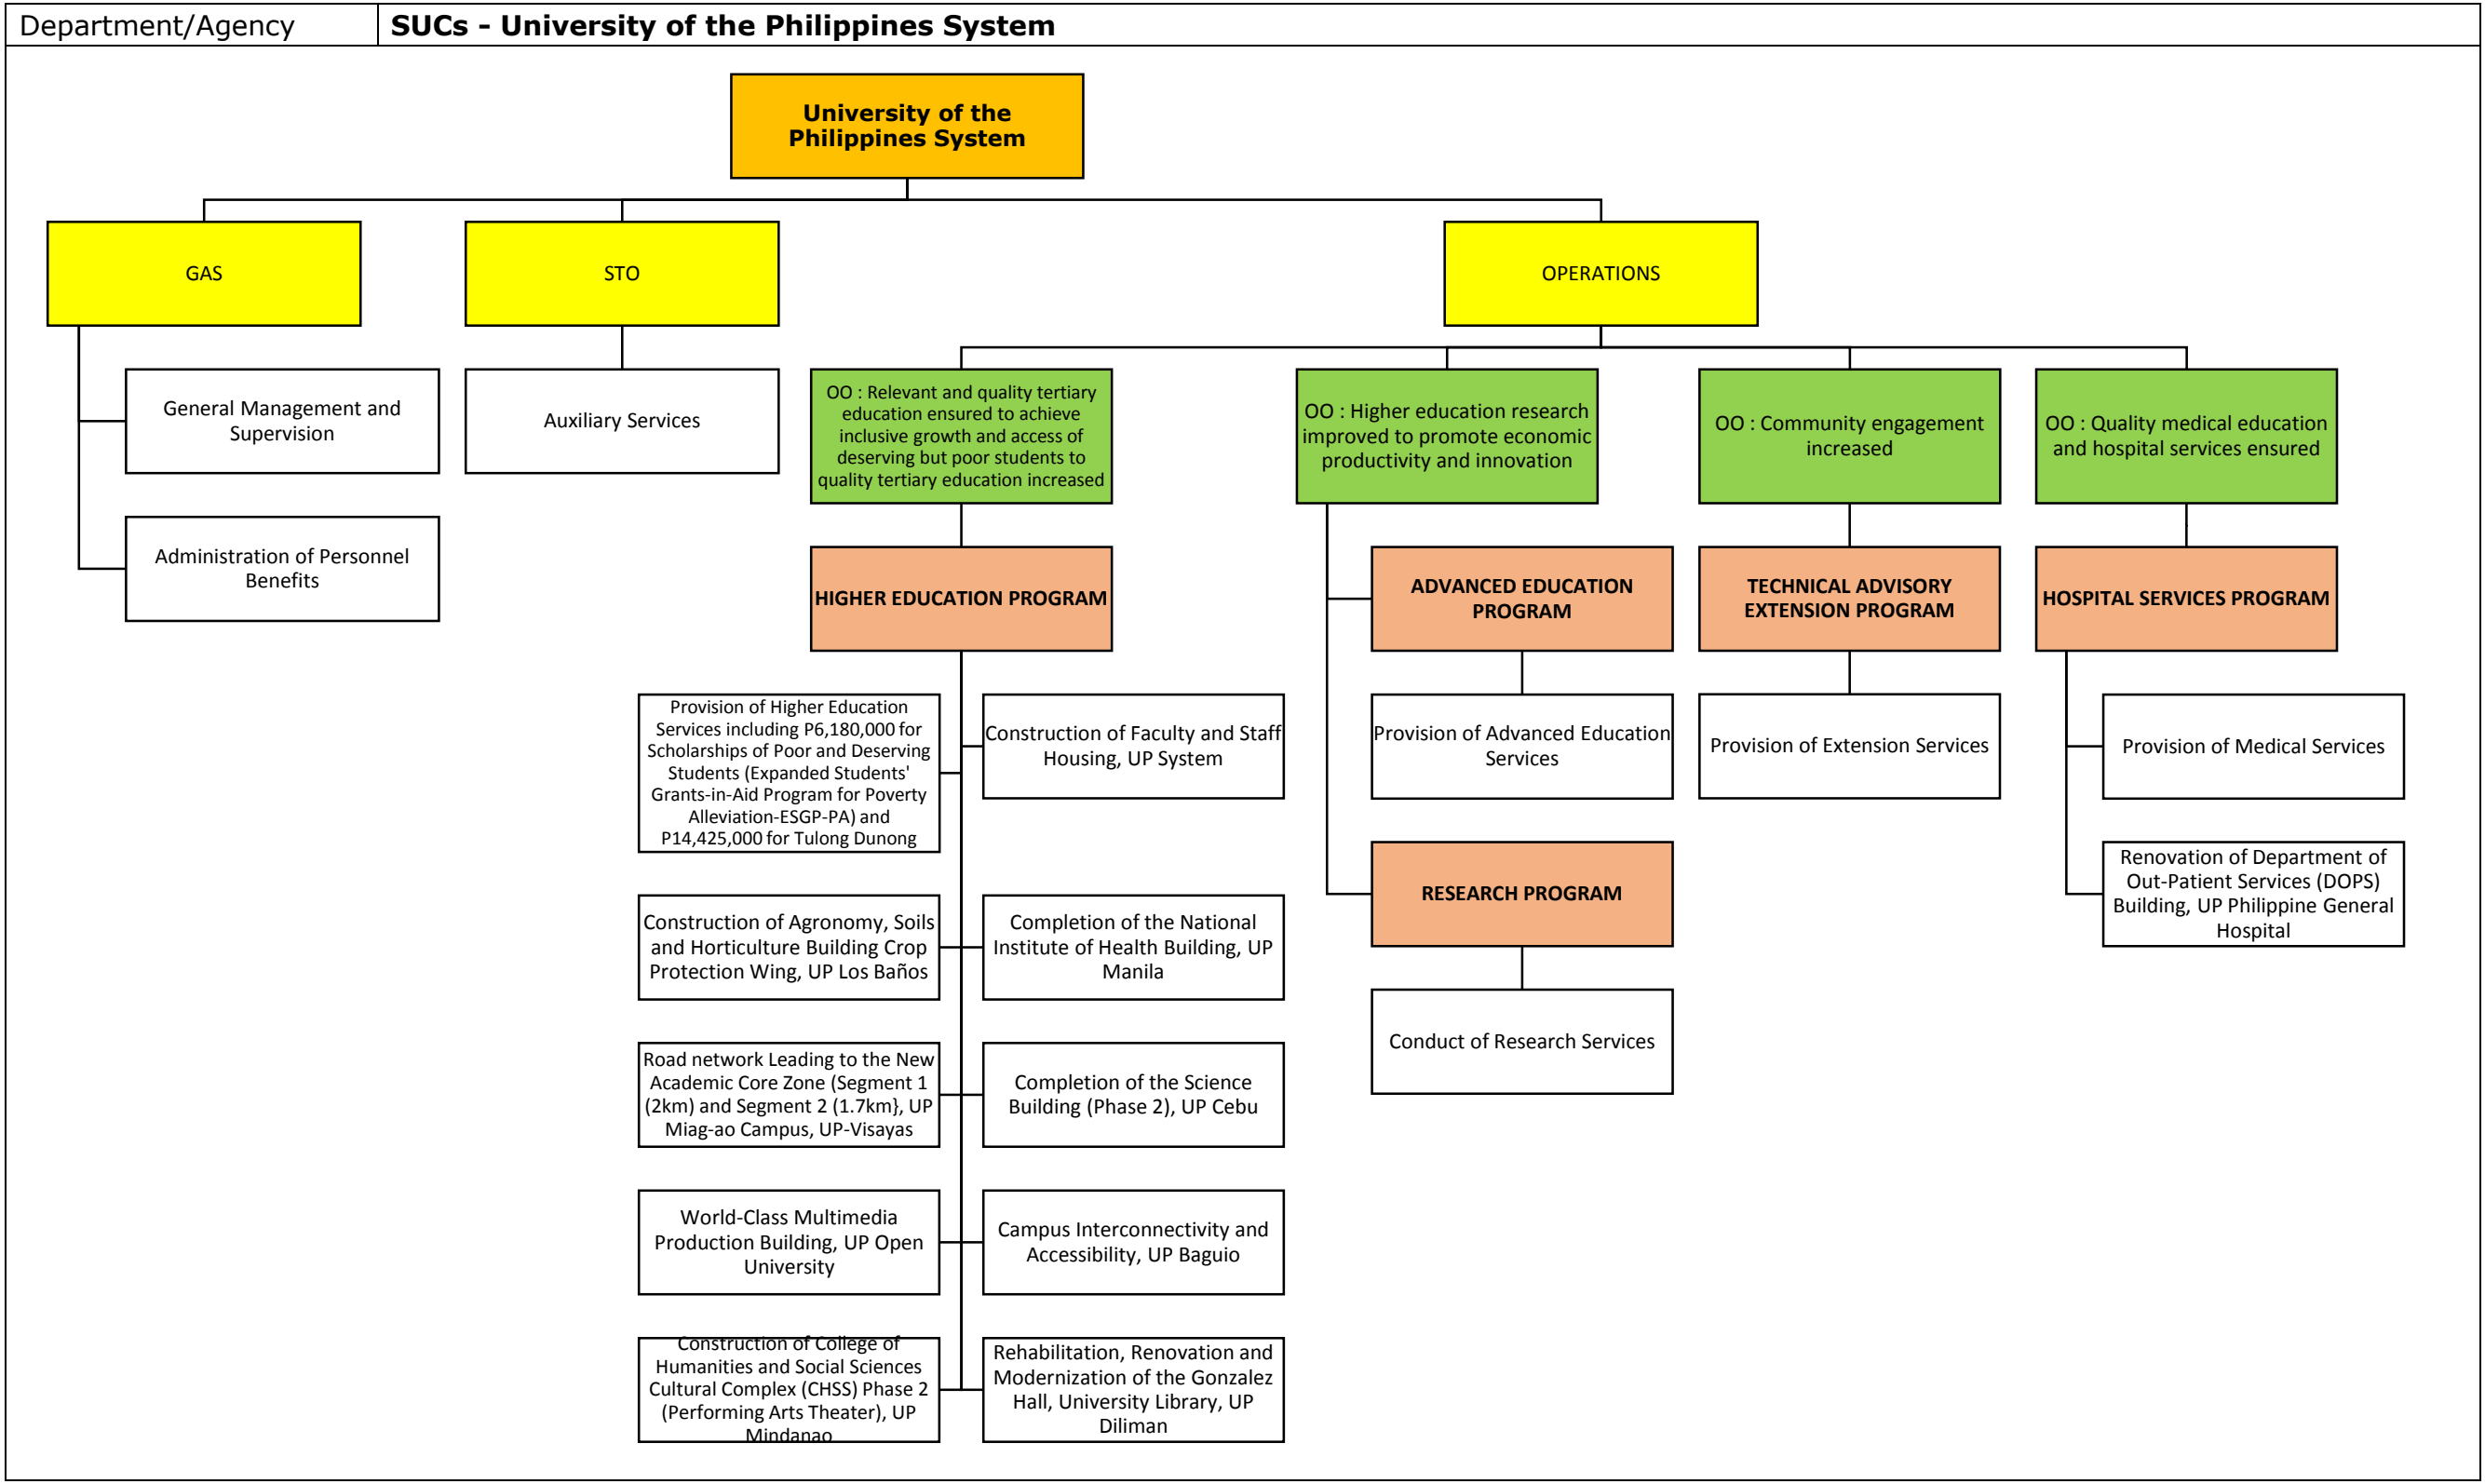 Department/Agency
SUCs - University of the Philippines System
University of the
Philippines System
GAS
STO
OPERATIONS
General Management and
Supervision
Administration of Personnel
Benefits
Auxiliary Services
OO : Relevant and quality tertiary
education ensured to achieve
inclusive growth and access of
deserving but poor students to
quality tertiary education increased
OO : Higher education research
improved to promote economic
productivity and innovation
OO : Community engagement
increased
OO : Quality medical education
and hospital services ensured
HIGHER EDUCATION PROGRAM
ADVANCED EDUCATION
PROGRAM
TECHNICAL ADVISORY
EXTENSION PROGRAM
HOSPITAL SERVICES PROGRAM
Provision of Higher Education
Services including P6,180,000 for
Scholarships of Poor and Deserving
Students (Expanded Students'
Grants-in-Aid Program for Poverty
Alleviation-ESGP-PA) and
P14,425,000 for Tulong Dunong
Construction of Faculty and Staff
Housing, UP System
Provision of Advanced Education
Services
Provision of Extension Services
Provision of Medical Services
RESEARCH PROGRAM
Renovation of Department of
Out-Patient Services (DOPS)
Building, UP Philippine General
Hospital
Construction of Agronomy, Soils
and Horticulture Building Crop
Protection Wing, UP Los Baños
Completion of the National
Institute of Health Building, UP
Manila
Conduct of Research Services
Road network Leading to the New
Academic Core Zone (Segment 1
(2km) and Segment 2 (1.7km}, UP
Miag-ao Campus, UP-Visayas
Completion of the Science
Building (Phase 2), UP Cebu
World-Class Multimedia
Production Building, UP Open
University
Campus Interconnectivity and
Accessibility, UP Baguio
Construction of College of
Humanities and Social Sciences
Cultural Complex (CHSS) Phase 2
(Performing Arts Theater), UP
Mindanao
Rehabilitation, Renovation and
Modernization of the Gonzalez
Hall, University Library, UP
Diliman